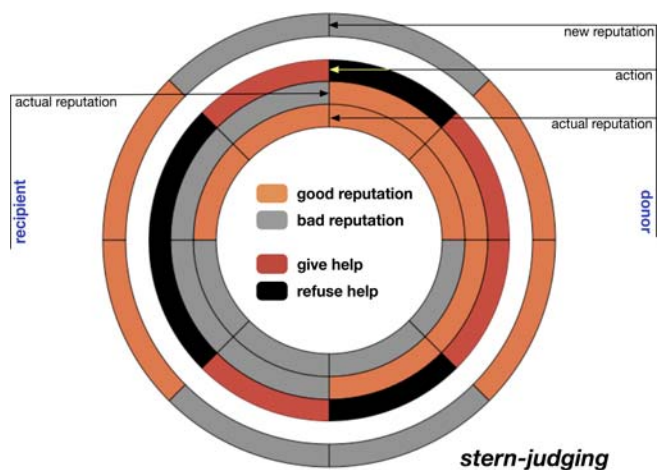 new reputation
action
actual reputation
actual reputation
recipient
donor
good reputation
bad reputation
give help
refuse help
stern-judging